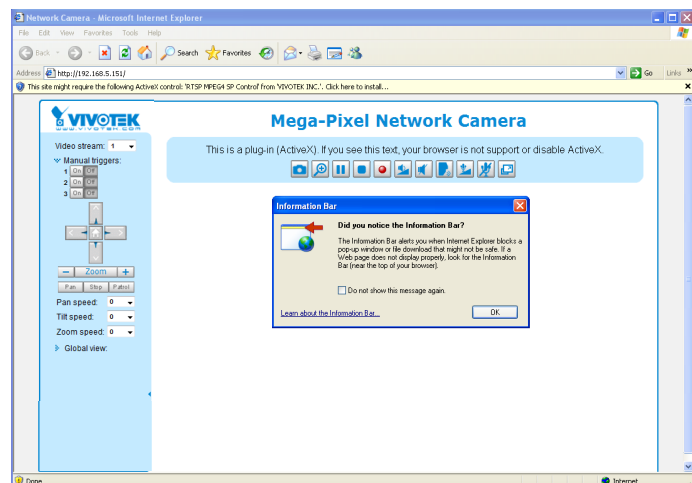 Network Camera - Microsoft Internet Explorer
File Edit View Favorites Tools Help
Back Search Favorites
Address http://192.168.5.151/ Go Links »
This site might require the following ActiveX control: 'RTSP MPEG4 SP Control' from 'VIVOTEK INC.'. Click here to install...
VIVOTEK
www.vivotek.com
Mega-Pixel Network Camera
Video stream: 1
This is a plug-in (ActiveX). If you see this text, your browser is not support or disable ActiveX.
Manual triggers:
1 On Off
2 On Off
3 On Off
Information Bar
Did you notice the Information Bar?
The Information Bar alerts you when Internet Explorer blocks a
pop-up window or file download that might not be safe. If a
Web page does not display properly, look for the Information
Bar (near the top of your browser).
Do not show this message again.
Learn about the Information Bar...
OK
Zoom
Pan Stop Patrol
Pan speed: 0
Tilt speed: 0
Zoom speed: 0
Global view:
Done Internet